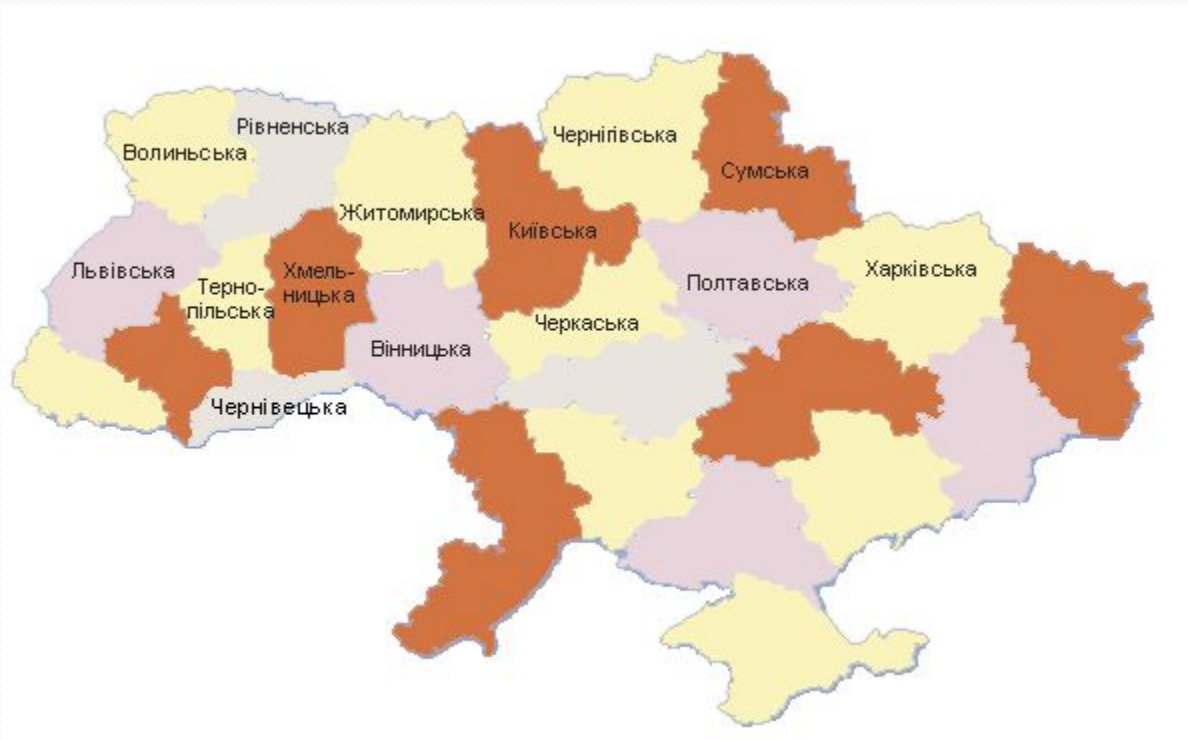 Рівненська
Волинська
Чернігівська
Сумська
Житомирська
Київська
Львівська
Хмель-
ницька
Терно-
пільська
Полтавська
Харківська
Черкаська
Вінницька
Чернівецька